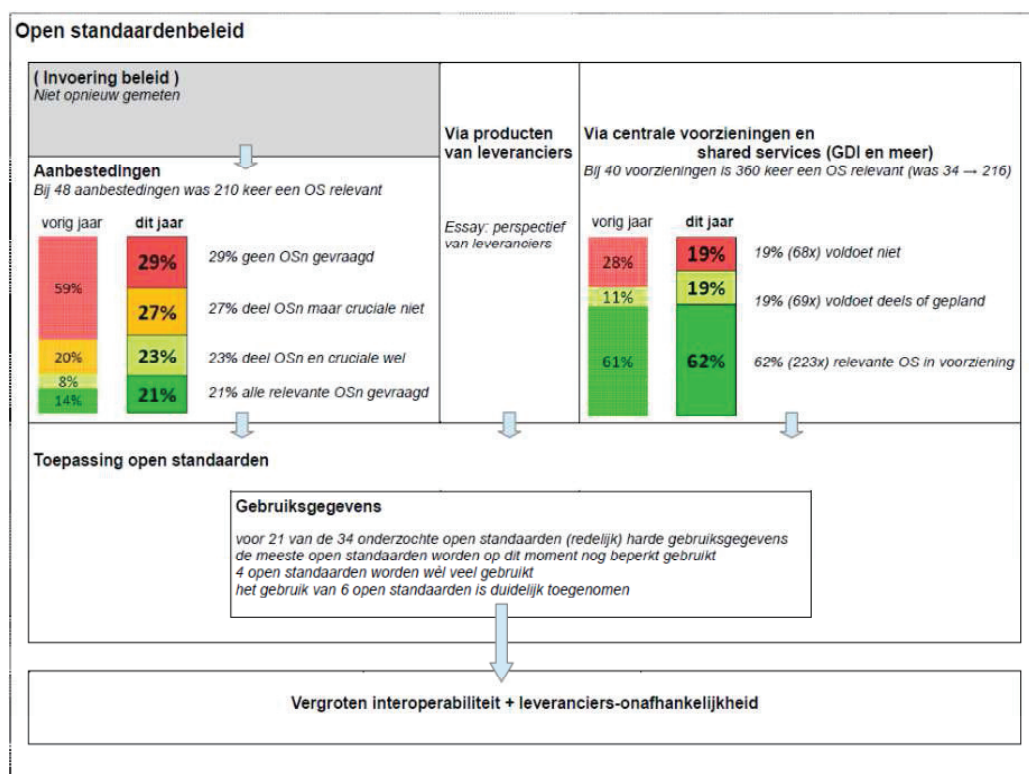 Open standaardenbeleid
( Invoering beleid )
Niet opnieuw gemeten
Aanbestedingen
Bij 48 aanbestedingen was 210 keer een OS relevant
vorig jaar
dit jaar
59%
20%
8%
14%
29%
27%
23%
21%
29% geen OSn gevraagd
27% deel OSn maar cruciale niet
23% deel OSn en cruciale wel
21% alle relevante OSn gevraagd
Via producten
van leveranciers
Essay: perspectief
van leveranciers
Via centrale voorzieningen en
shared services (GDI en meer)
Bij 40 voorzieningen is 360 keer een OS relevant (was 34 → 216)
vorig jaar
dit jaar
28%
11%
61%
19%
19%
62%
19% (68x) voldoet niet
19% (69x) voldoet deels of gepland
62% (223x) relevante OS in voorziening
Toepassing open standaarden
Gebruiksgegevens
voor 21 van de 34 onderzochte open standaarden (redelijk) harde gebruiksgegevens
de meeste open standaarden worden op dit moment nog beperkt gebruikt
4 open standaarden worden wèl veel gebruikt
het gebruik van 6 open standaarden is duidelijk toegenomen
Vergroten interoperabiliteit + leveranciers-onafhankelijkheid